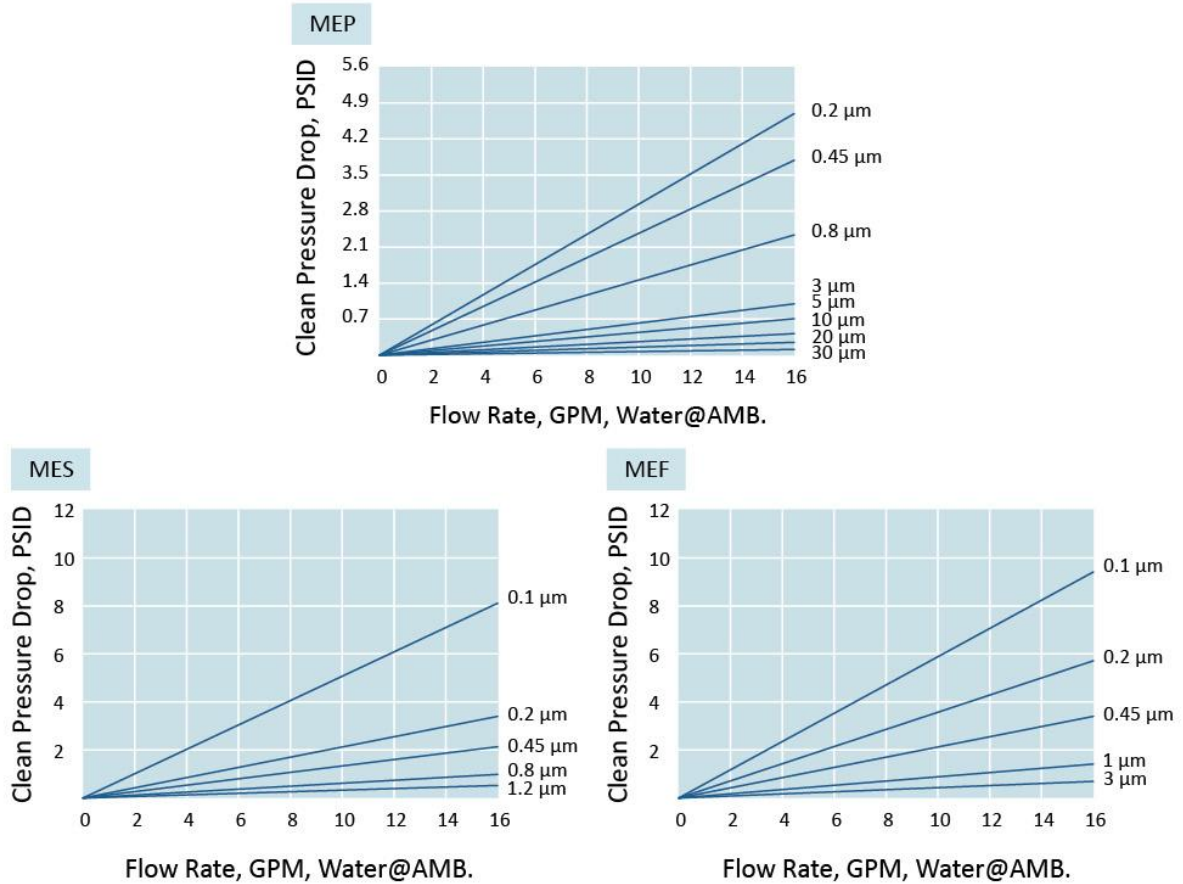 MEP
Clean Pressure Drop, PSID
5.6
4.9
4.2
3.5
2.8
2.1
1.4
0.7
0.2 µm
0.45 µm
0.8 µm
3 µm
5 µm
10 µm
20 µm
30 µm
0 2 4 6 8 10 12 14 16
Flow Rate, GPM, Water@AMB.
MES
Clean Pressure Drop, PSID
12
10
8
6
4
2
0.1 µm
0.2 µm
0.45 µm
0.8 µm
1.2 µm
0 2 4 6 8 10 12 14 16
Flow Rate, GPM, Water@AMB.
MEF
Clean Pressure Drop, PSID
12
10
8
6
4
2
0.1 µm
0.2 µm
0.45 µm
1 µm
3 µm
0 2 4 6 8 10 12 14 16
Flow Rate, GPM, Water@AMB.